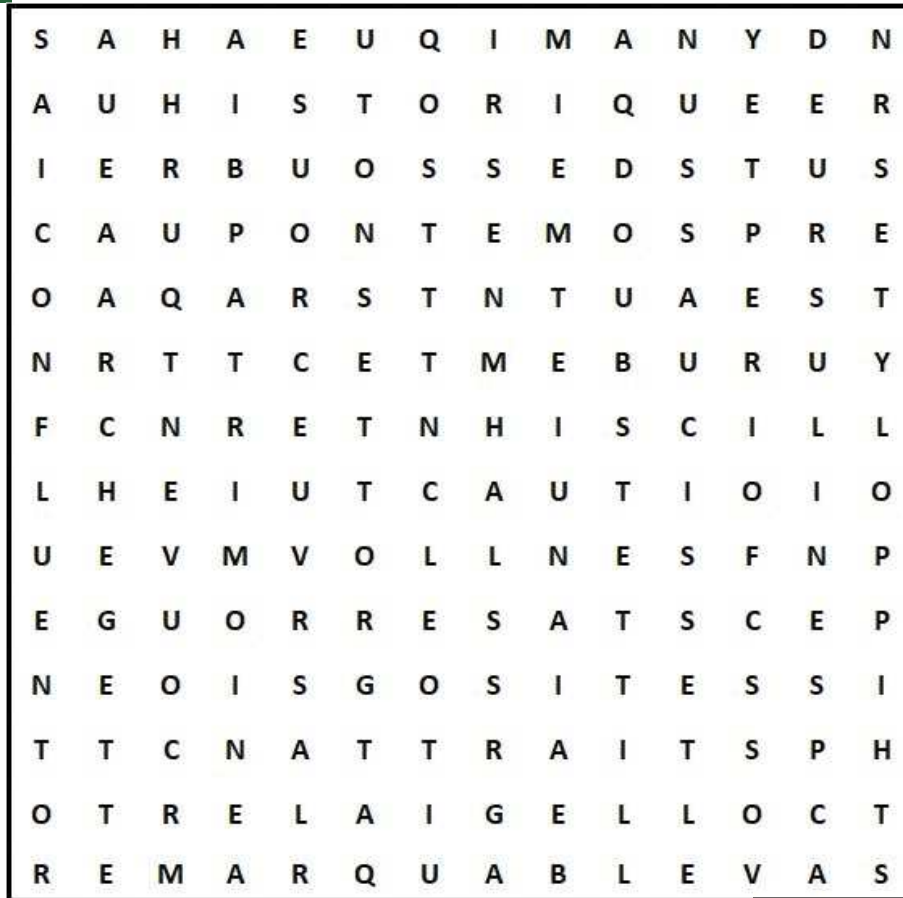 S A H A E U Q I M A N Y D N
A U H I S T O R I Q U E E R
I E R B U O S S E D S T U S
C A U P O N T E M O S P R E
O A Q A R S T N T U A E S T
N R T T C E T M E B U R U Y
F C N R E T N H I S C I L L
L H E I U T C A U T I O I O
U E V M V O L L N E S F N P
E G U O R R E S A T S C E P
N E O I S G O S I T E S S I
T T C N A T T R A I T S P H
O T R E L A I G E L L O C T
R E M A R Q U A B L E V A S